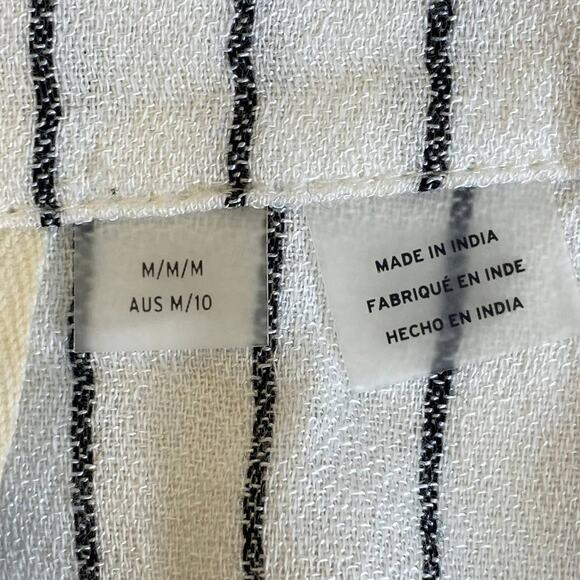 M/M/M
AUS M/10
MADE IN INDIA
FABRIQUÉ EN INDE
HECHO EN INDIA